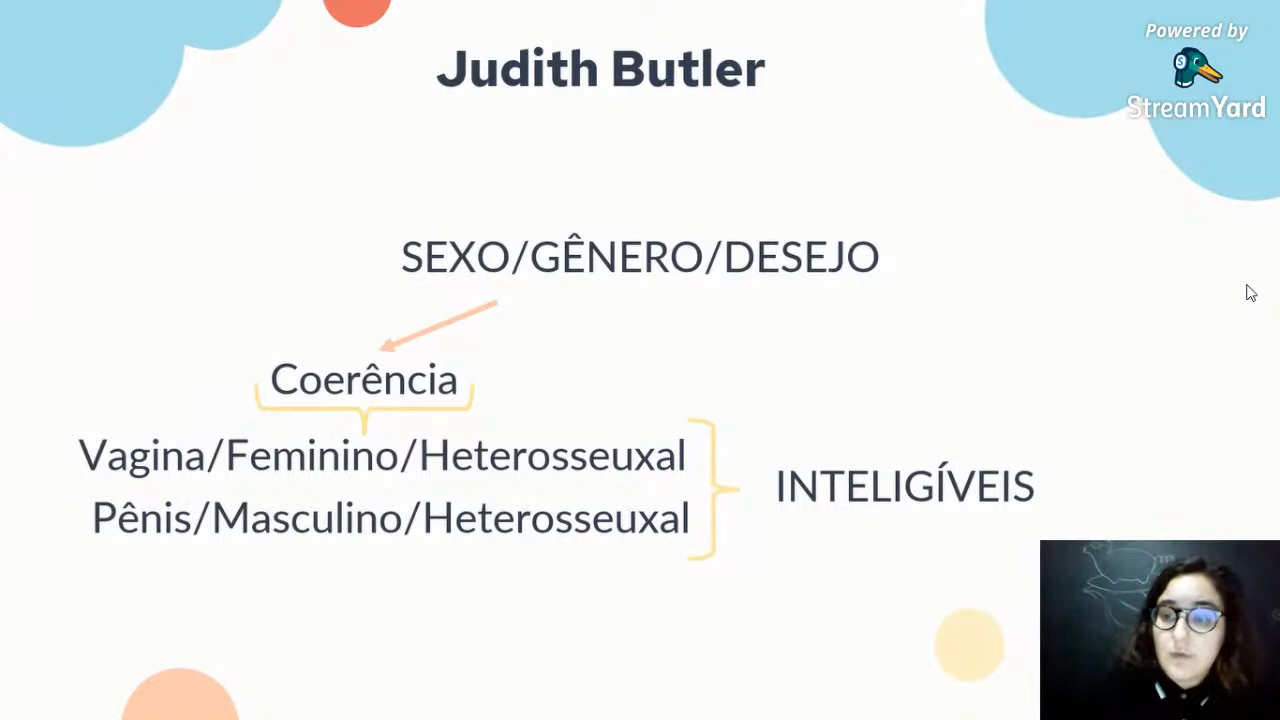 Powered by
StreamYard
Judith Butler
SEXO/GÊNERO/DESEJO
Coerência
Vagina/Feminino/Heterosseuxal
Pênis/Masculino/Heterosseuxal
INTELIGÍVEIS